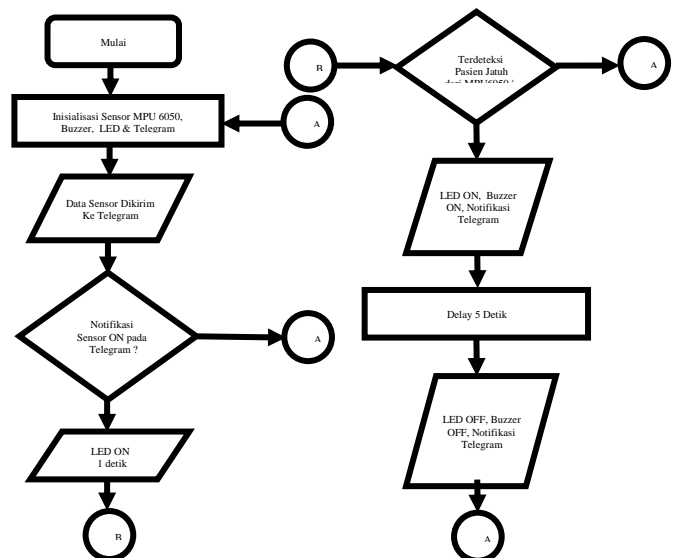 Mulai
Inisialisasi Sensor MPU 6050,
Buzzer, LED & Telegram
A
Data Sensor Dikirim
Ke Telegram
Notifikasi
Sensor ON pada
Telegram ?
A
LED ON
1 detik
B
B
Terdeteksi
Pasien Jatuh
dari MPU6050 ?
A
LED ON, Buzzer
ON, Notifikasi
Telegram
Delay 5 Detik
LED OFF, Buzzer
OFF, Notifikasi
Telegram
A